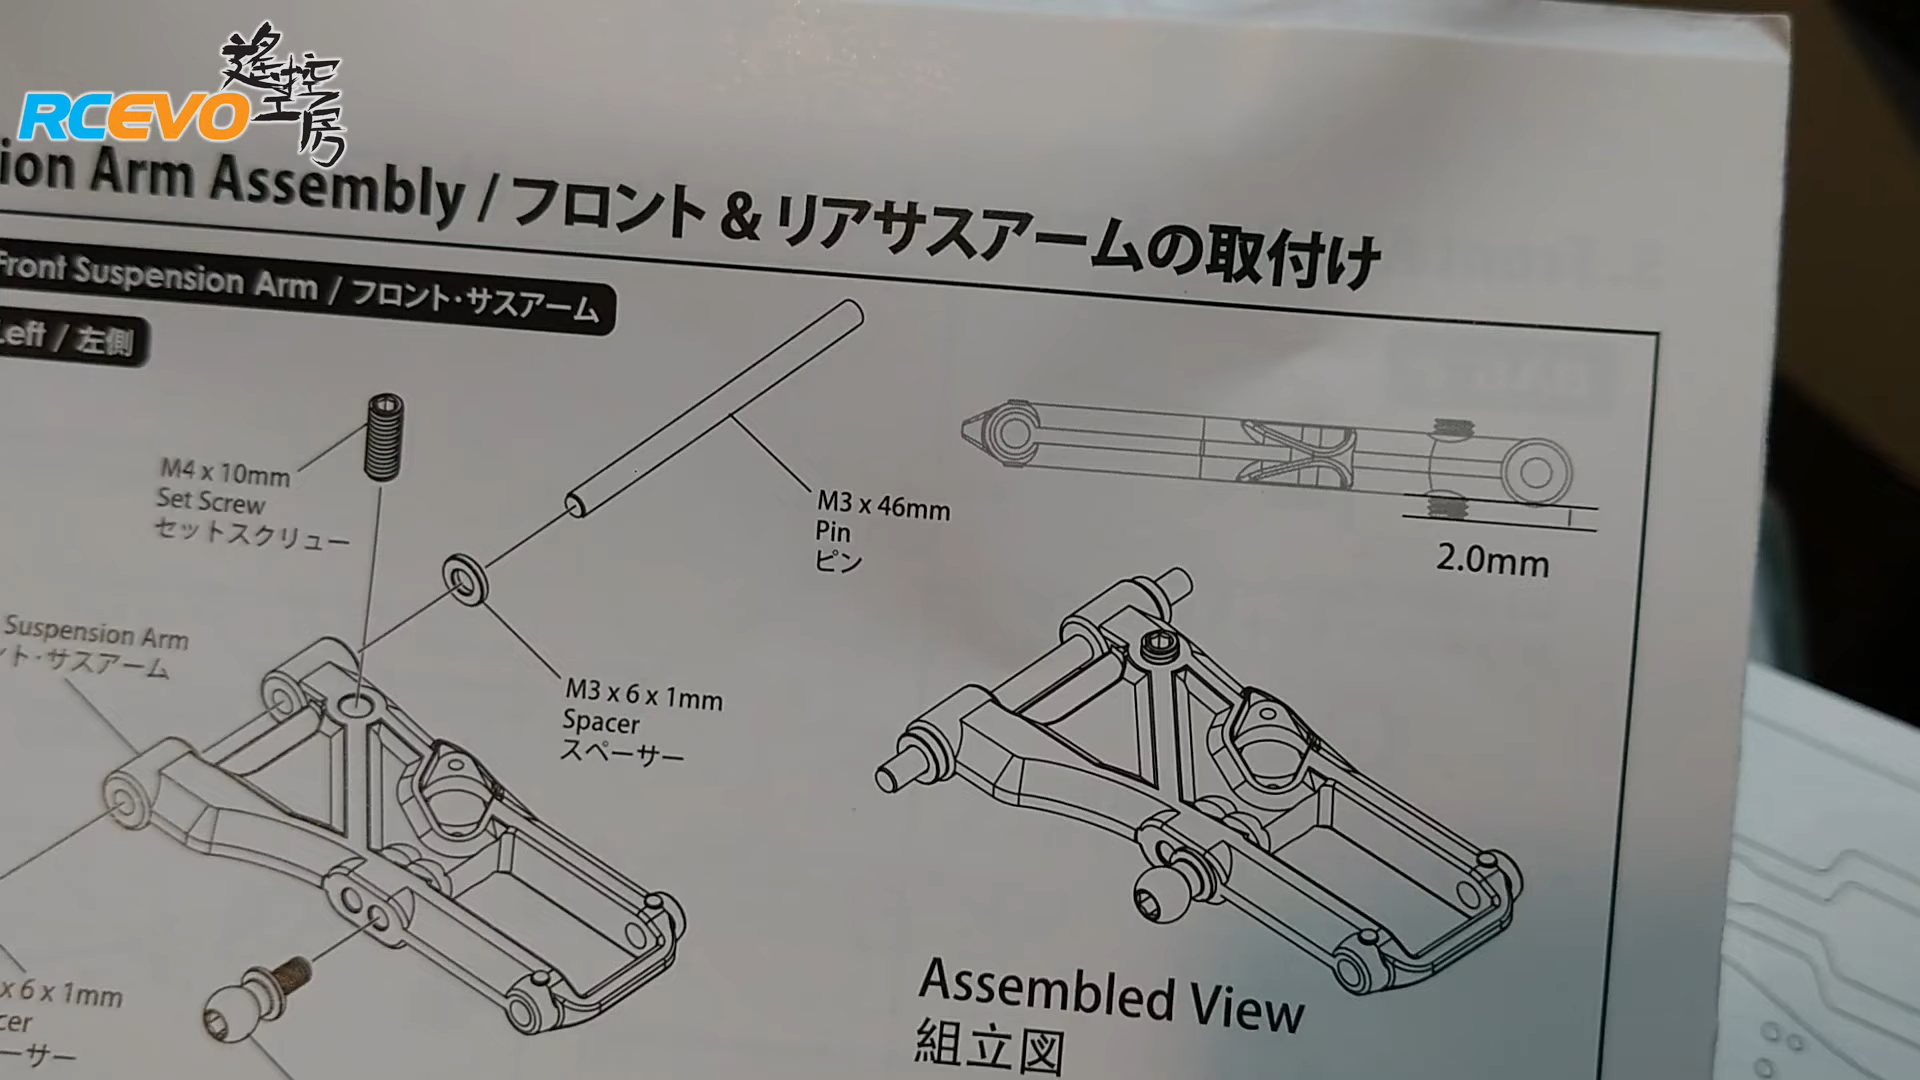 RCEVO 遙控工房
ion Arm Assembly / フロント & リアサスアームの取付け
Front Suspension Arm / フロント・サスアーム
Left / 左側
M4 x 10mm
Set Screw
セットスクリュー
M3 x 46mm
Pin
ピン
2.0mm
Suspension Arm
ト・サスアーム
M3 x 6 x 1mm
Spacer
スペーサー
x 6 x 1mm
cer
ーサー
Assembled View
組立図